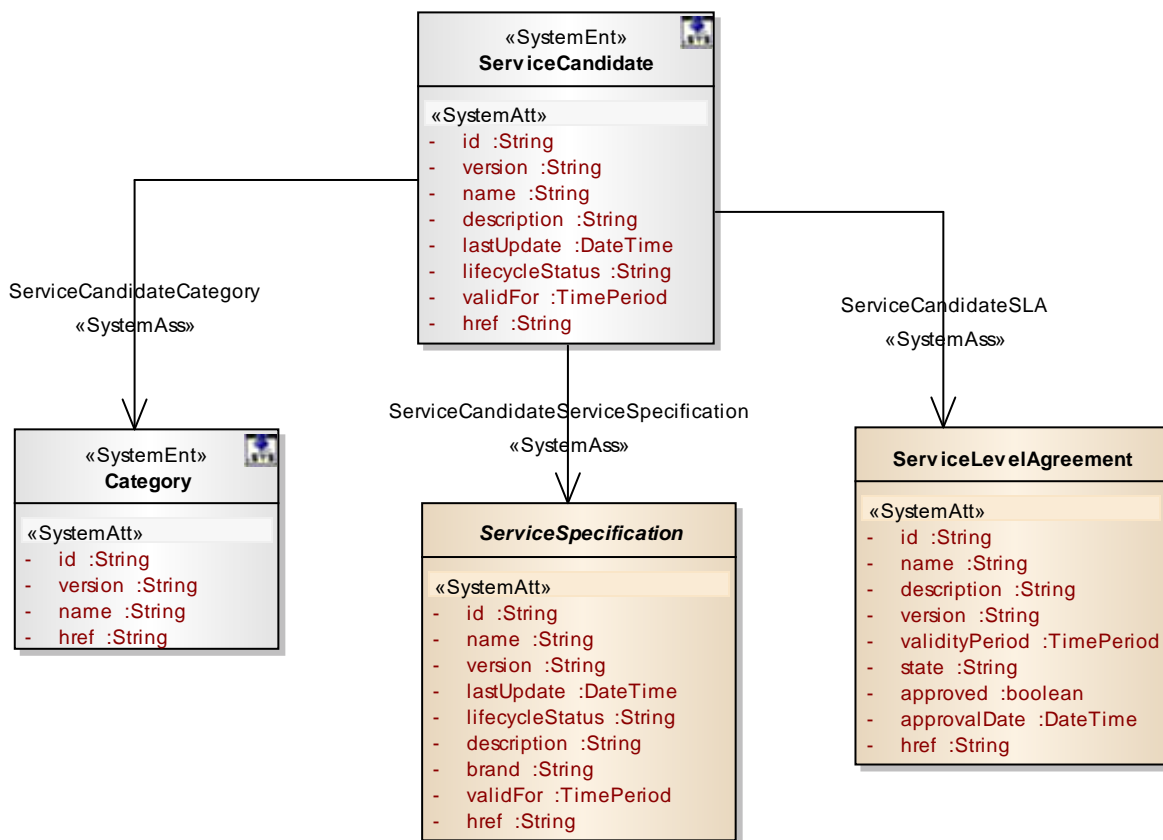 «SystemEnt»
ServiceCandidate
«SystemAtt»
- id :String
- version :String
- name :String
- description :String
- lastUpdate :DateTime
- lifecycleStatus :String
- validFor :TimePeriod
- href :String
ServiceCandidateCategory
«SystemAss»
ServiceCandidateServiceSpecification
«SystemAss»
ServiceCandidateSLA
«SystemAss»
«SystemEnt»
Category
«SystemAtt»
- id :String
- version :String
- name :String
- href :String
ServiceSpecification
«SystemAtt»
- id :String
- name :String
- version :String
- lastUpdate :DateTime
- lifecycleStatus :String
- description :String
- brand :String
- validFor :TimePeriod
- href :String
ServiceLevelAgreement
«SystemAtt»
- id :String
- name :String
- description :String
- version :String
- validityPeriod :TimePeriod
- state :String
- approved :boolean
- approvalDate :DateTime
- href :String